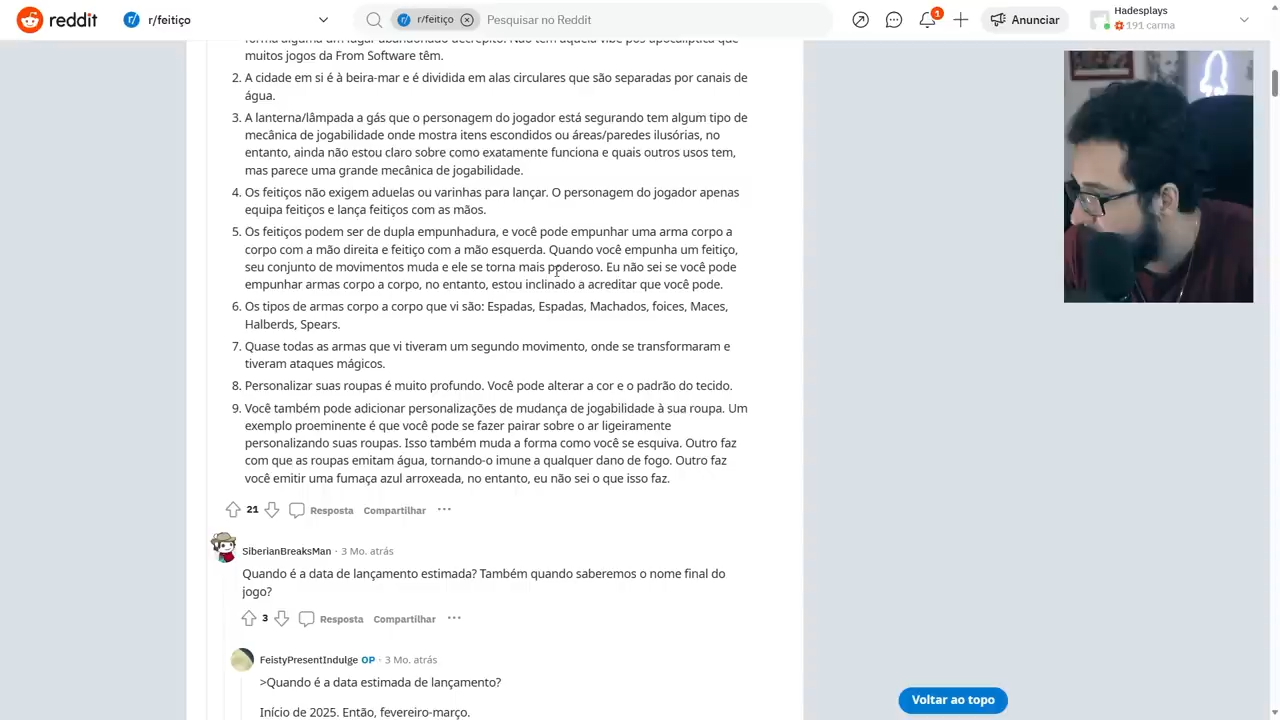 reddit
r/feitiço
r/feitiço
Pesquisar no Reddit
1
Anunciar
Hadesplays
191 carma
muitos jogos da From Software têm.
2. A cidade em si é à beira-mar e é dividida em alas circulares que são separadas por canais de
água.
3. A lanterna/lâmpada a gás que o personagem do jogador está segurando tem algum tipo de
mecânica de jogabilidade onde mostra itens escondidos ou áreas/paredes ilusórias, no
entanto, ainda não estou claro sobre como exatamente funciona e quais outros usos tem,
mas parece uma grande mecânica de jogabilidade.
4. Os feitiços não exigem aduelas ou varinhas para lançar. O personagem do jogador apenas
equipa feitiços e lança feitiços com as mãos.
5. Os feitiços podem ser de dupla empunhadura, e você pode empunhar uma arma corpo a
corpo com a mão direita e feitiço com a mão esquerda. Quando você empunha um feitiço,
seu conjunto de movimentos muda e ele se torna mais poderoso. Eu não sei se você pode
empunhar armas corpo a corpo, no entanto, estou inclinado a acreditar que você pode.
6. Os tipos de armas corpo a corpo que vi são: Espadas, Espadas, Machados, foices, Maces,
Halberds, Spears.
7. Quase todas as armas que vi tiveram um segundo movimento, onde se transformaram e
tiveram ataques mágicos.
8. Personalizar suas roupas é muito profundo. Você pode alterar a cor e o padrão do tecido.
9. Você também pode adicionar personalizações de mudança de jogabilidade à sua roupa. Um
exemplo proeminente é que você pode se fazer pairar sobre o ar ligeiramente
personalizando suas roupas. Isso também muda a forma como você se esquiva. Outro faz
com que as roupas emitam água, tornando-o imune a qualquer dano de fogo. Outro faz
você emitir uma fumaça azul arroxeada, no entanto, eu não sei o que isso faz.
21 Resposta Compartilhar ···
SiberianBreaksMan · 3 Mo. atrás
Quando é a data de lançamento estimada? Também quando saberemos o nome final do
jogo?
3 Resposta Compartilhar ···
FeistyPresentIndulge OP · 3 Mo. atrás
>Quando é a data estimada de lançamento?
Início de 2025. Então, fevereiro-março.
Voltar ao topo